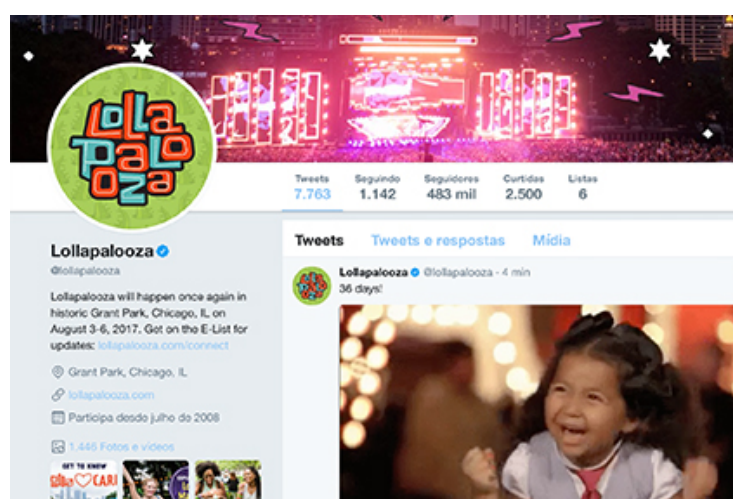 Lolla
Palo
oza
Tweets Seguindo Seguidores Curtidas Listas
7.763 1.142 483 mil 2.500 6
Lollapalooza
@lollapalooza
Lollapalooza will happen once again in
historic Grant Park, Chicago, IL on
August 3-6, 2017. Get on the E-List for
updates: lollapalooza.com/connect
Grant Park, Chicago, IL
lollapalooza.com
Participa desde julho de 2008
1.446 Fotos e vídeos
GET TO KNOW
Tweets Tweets e respostas Mídia
Lollapalooza @lollapalooza - 4 min
36 days!